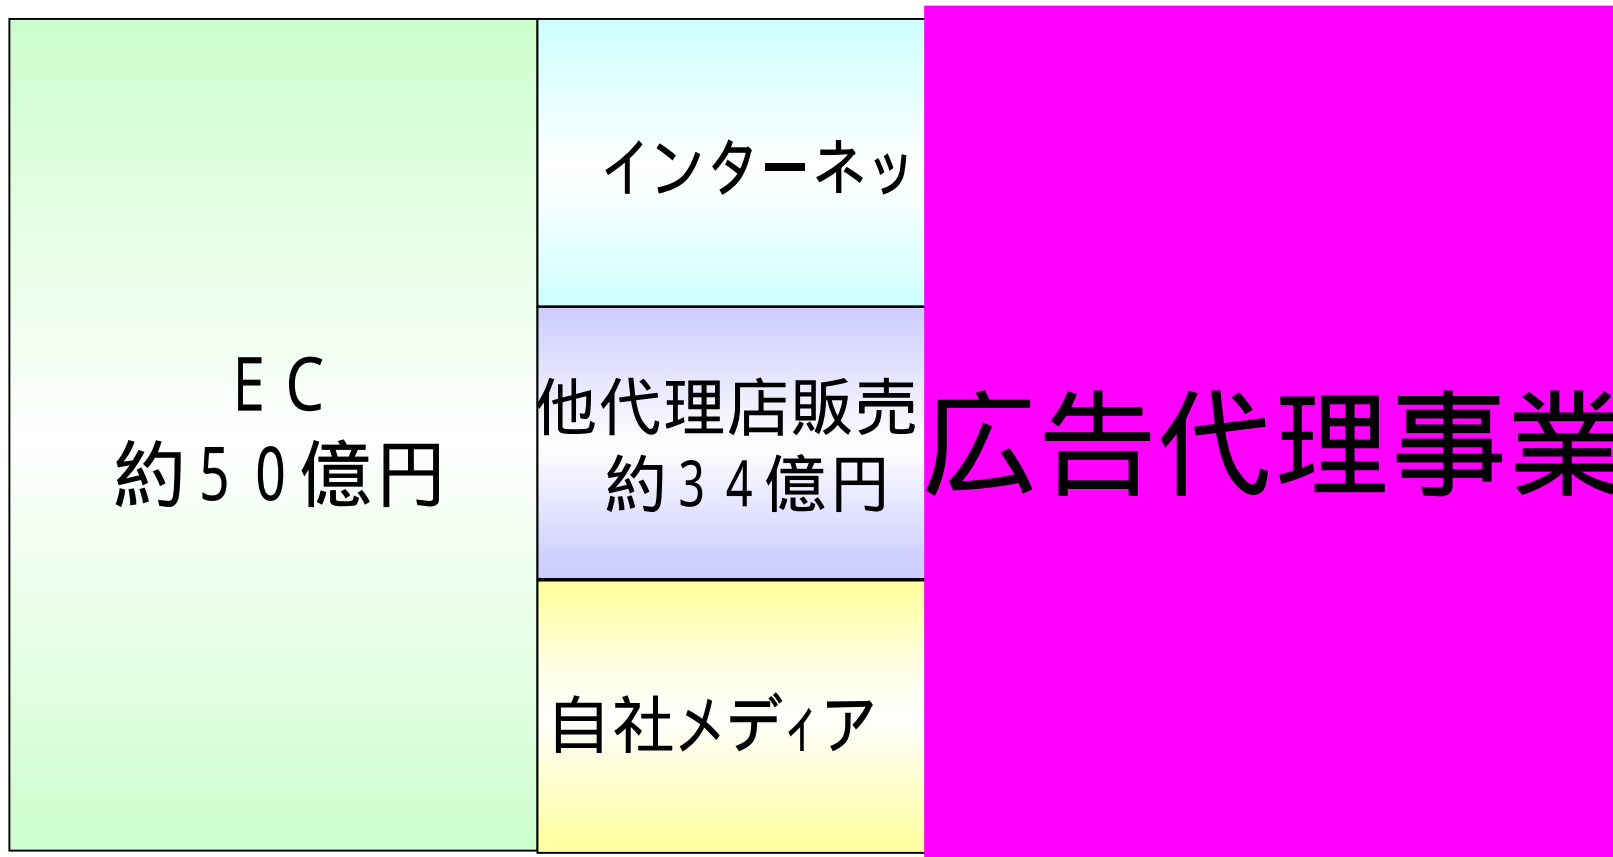 ＥＣ
約５０億円
インターネッ
他代理店販売
約３４億円
自社メディア
広告代理事業